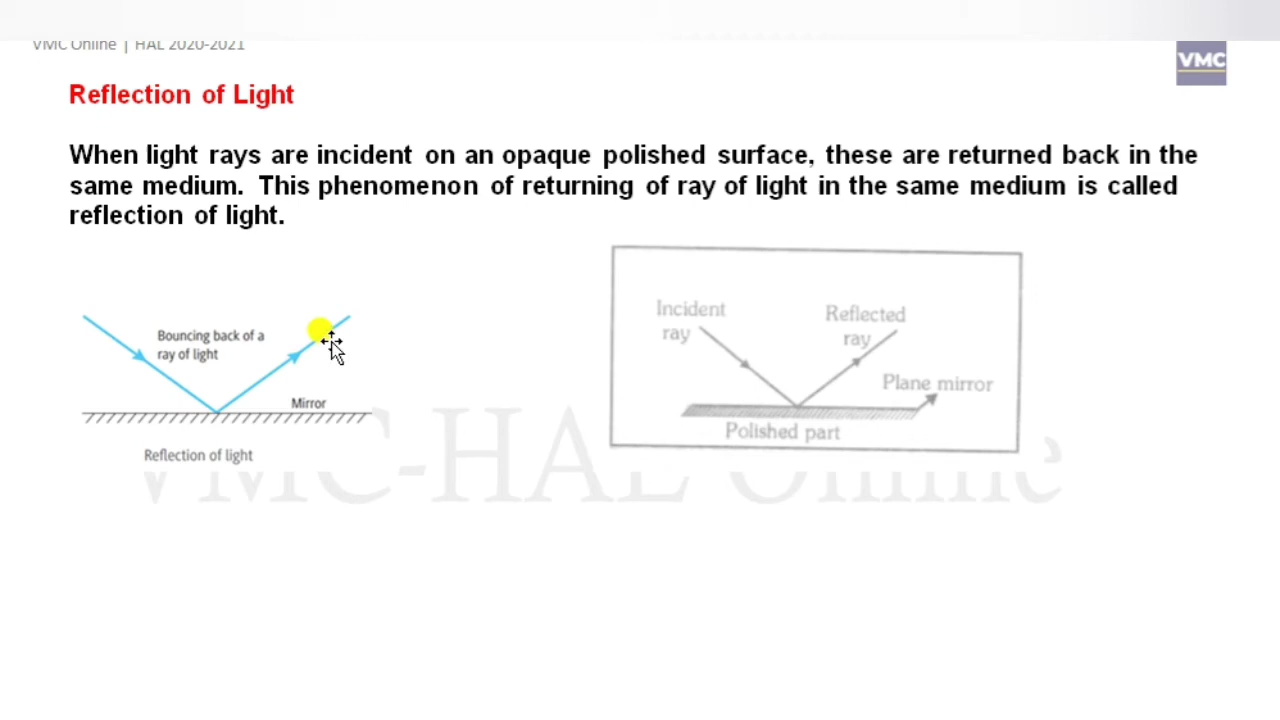 VMC Online | HAL 2020-2021
VMC
Reflection of Light
When light rays are incident on an opaque polished surface, these are returned back in the
same medium. This phenomenon of returning of ray of light in the same medium is called
reflection of light.
Bouncing back of a
ray of light
Mirror
Reflection of light
Incident
ray
Reflected
ray
Plane mirror
Polished part
VMC-HAL Online